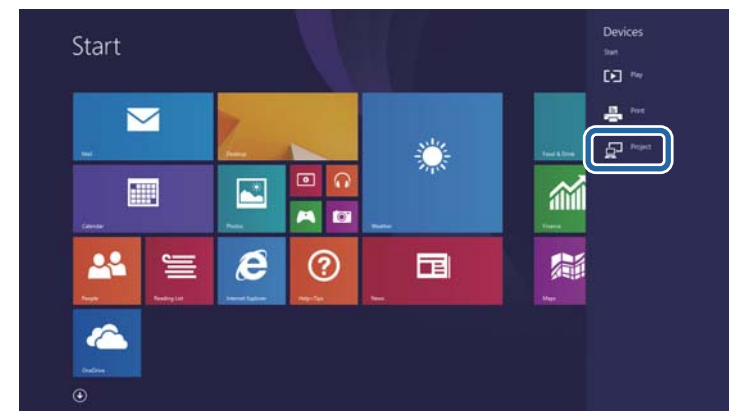 Start
Devices
Start
Play
Print
Project
Mail
Desktop
Food & Drink
Calendar
Photos
Weather
Finance
People
Reading List
Internet Explorer
Help+Tips
News
Maps
OneDrive